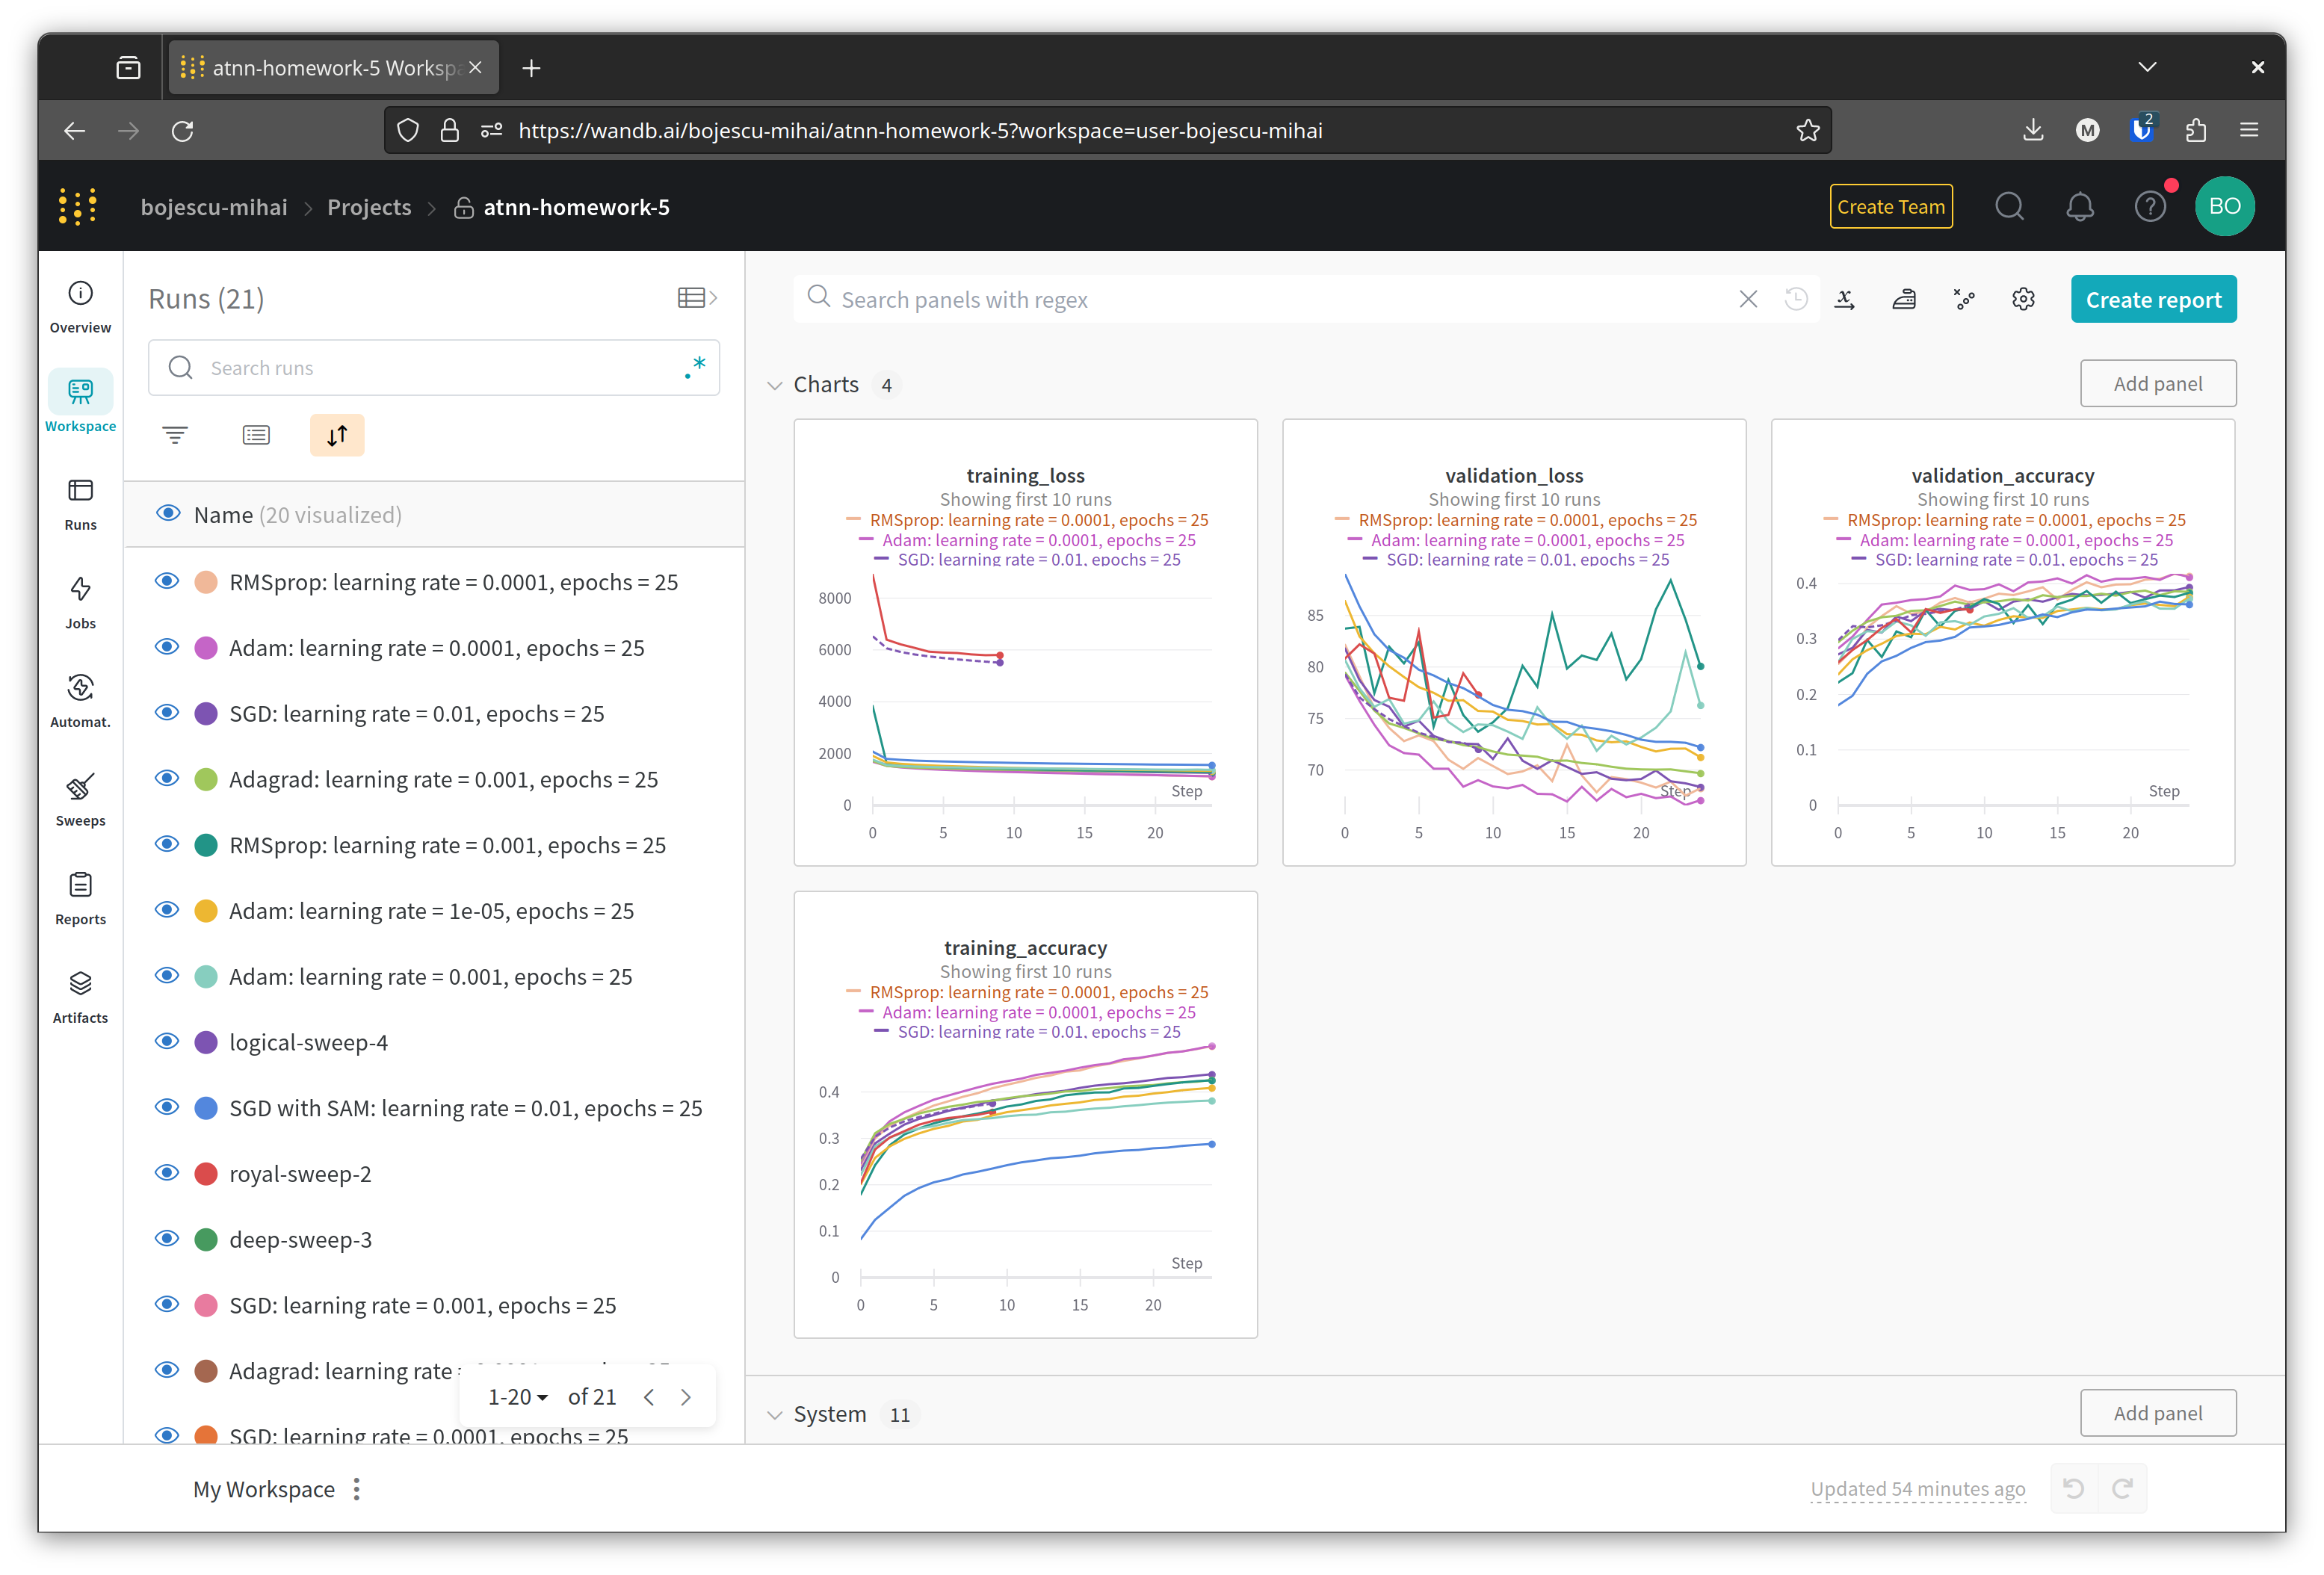 atnn-homework-5 Workspa
https://wandb.ai/bojescu-mihai/atnn-homework-5?workspace=user-bojescu-mihai
M
2
bojescu-mihai > Projects > atnn-homework-5
Create Team
BO
Overview
Workspace
Runs
Jobs
Automat.
Sweeps
Reports
Artifacts
Runs (21)
Search runs
.*
Name (20 visualized)
RMSprop: learning rate = 0.0001, epochs = 25
Adam: learning rate = 0.0001, epochs = 25
SGD: learning rate = 0.01, epochs = 25
Adagrad: learning rate = 0.001, epochs = 25
RMSprop: learning rate = 0.001, epochs = 25
Adam: learning rate = 1e-05, epochs = 25
Adam: learning rate = 0.001, epochs = 25
logical-sweep-4
SGD with SAM: learning rate = 0.01, epochs = 25
royal-sweep-2
deep-sweep-3
SGD: learning rate = 0.001, epochs = 25
Adagrad: learning rate
SGD: learning rate = 0.0001, epochs = 25
1-20 of 21
Search panels with regex
Create report
Charts 4
Add panel
training_loss
Showing first 10 runs
RMSprop: learning rate = 0.0001, epochs = 25
Adam: learning rate = 0.0001, epochs = 25
SGD: learning rate = 0.01, epochs = 25
8000
6000
4000
2000
0
Step
0 5 10 15 20
validation_loss
Showing first 10 runs
RMSprop: learning rate = 0.0001, epochs = 25
Adam: learning rate = 0.0001, epochs = 25
SGD: learning rate = 0.01, epochs = 25
85
80
75
70
Step
0 5 10 15 20
validation_accuracy
Showing first 10 runs
RMSprop: learning rate = 0.0001, epochs = 25
Adam: learning rate = 0.0001, epochs = 25
SGD: learning rate = 0.01, epochs = 25
0.4
0.3
0.2
0.1
0
Step
0 5 10 15 20
training_accuracy
Showing first 10 runs
RMSprop: learning rate = 0.0001, epochs = 25
Adam: learning rate = 0.0001, epochs = 25
SGD: learning rate = 0.01, epochs = 25
0.4
0.3
0.2
0.1
0
Step
0 5 10 15 20
System 11
Add panel
My Workspace
Updated 54 minutes ago